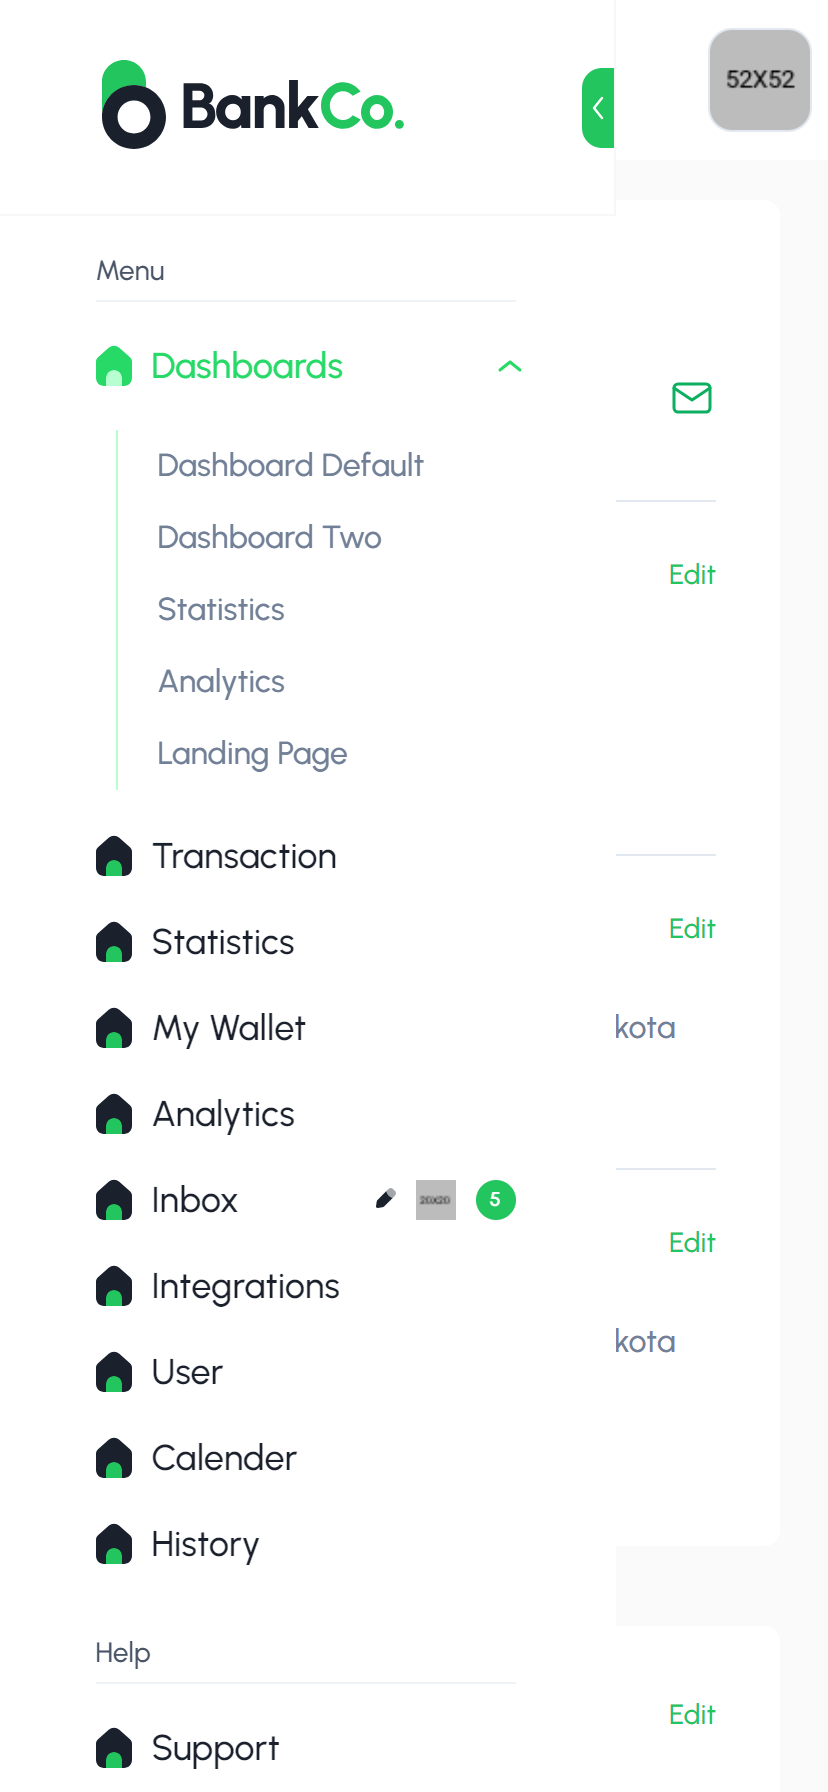 BankCo.
52X52
Menu
Dashboards
Dashboard Default
Dashboard Two
Statistics
Analytics
Landing Page
Transaction
Statistics
My Wallet
Analytics
Inbox 20X20 5
Integrations
User
Calender
History
Help
Support
Edit
Edit
kota
Edit
kota
Edit